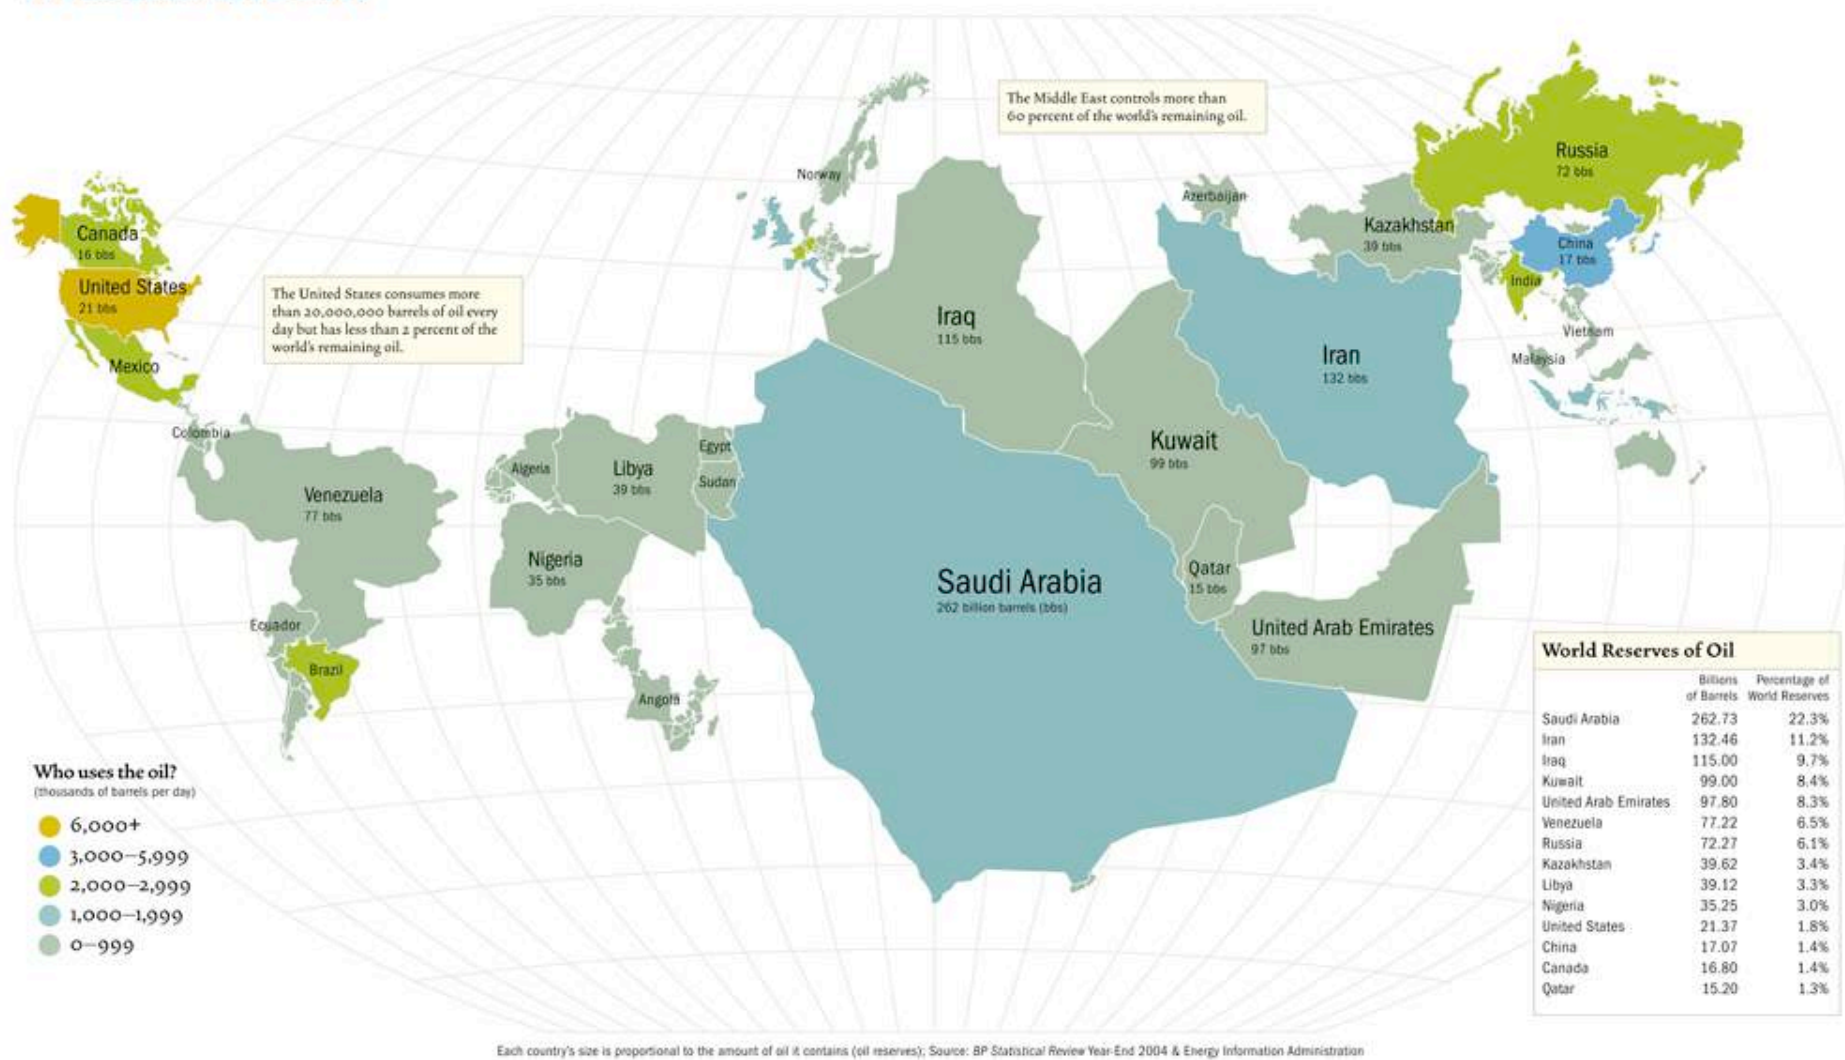 The Middle East controls more than
60 percent of the world's remaining oil.
Russia
72 bbs
Norway
Azerbaijan
Kazakhstan
39 bbs
China
17 bbs
India
Vietnam
Malaysia
Canada
16 bbs
United States
21 bbs
Mexico
The United States consumes more
than 20,000,000 barrels of oil every
day but has less than 2 percent of the
world's remaining oil.
Iraq
115 bbs
Iran
132 bbs
Kuwait
99 bbs
Colombia
Venezuela
77 bbs
Algeria
Libya
39 bbs
Egypt
Sudan
Nigeria
35 bbs
Saudi Arabia
262 billion barrels (bbs)
Qatar
15 bbs
United Arab Emirates
97 bbs
Ecuador
Brazil
Angola
Who uses the oil?
(thousands of barrels per day)
6,000+
3,000–5,999
2,000–2,999
1,000–1,999
0–999
World Reserves of Oil
Billions Percentage of
of Barrels World Reserves
Saudi Arabia 262.73 22.3%
Iran 132.46 11.2%
Iraq 115.00 9.7%
Kuwait 99.00 8.4%
United Arab Emirates 97.80 8.3%
Venezuela 77.22 6.5%
Russia 72.27 6.1%
Kazakhstan 39.62 3.4%
Libya 39.12 3.3%
Nigeria 35.25 3.0%
United States 21.37 1.8%
China 17.07 1.4%
Canada 16.80 1.4%
Qatar 15.20 1.3%
Each country's size is proportional to the amount of oil it contains (oil reserves); Source: BP Statistical Review Year-End 2004 & Energy Information Administration